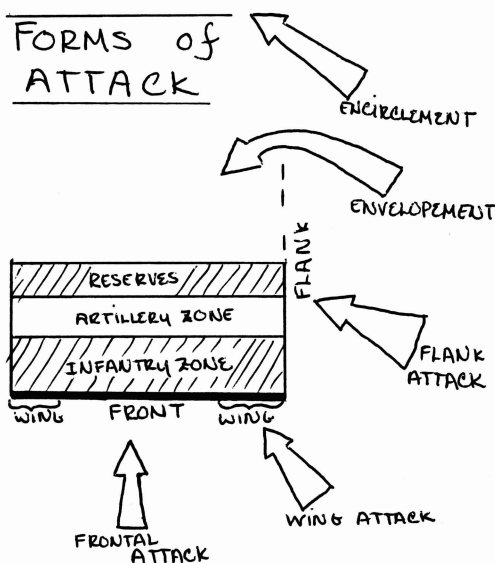 FORMS of
ATTACK
ENCIRCLEMENT
ENVELOPEMENT
FLANK
RESERVES
ARTILLERY ZONE
INFANTRY ZONE
FLANK
ATTACK
WING
FRONT
WING
WING ATTACK
FRONTAL
ATTACK